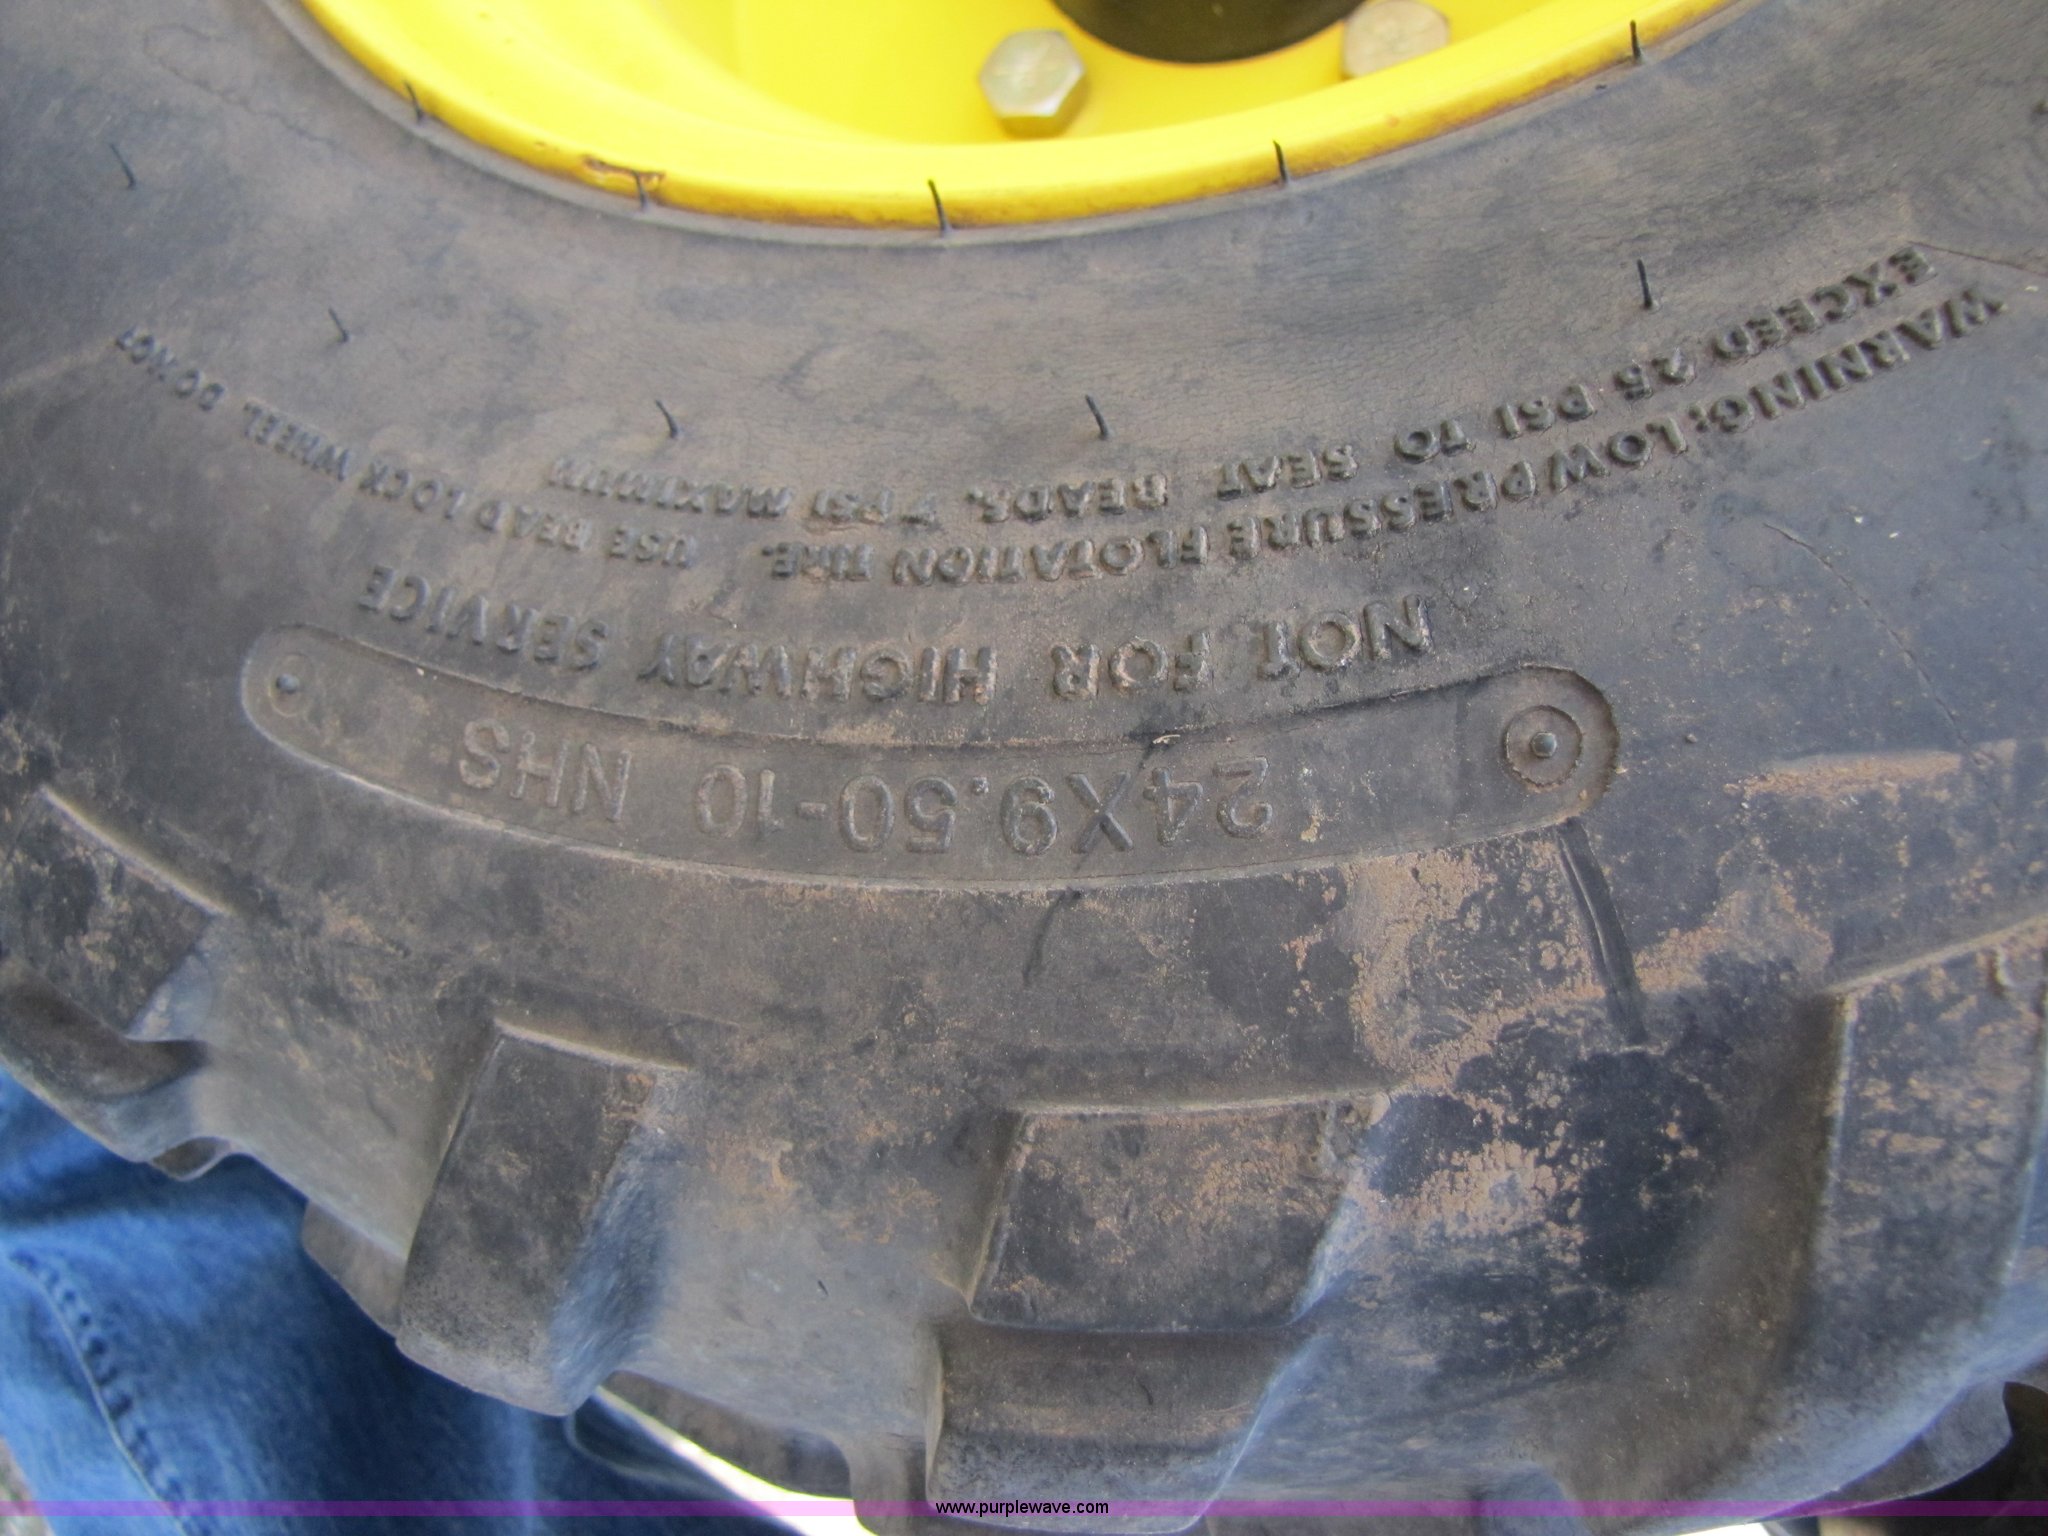 24X9.50-10 NHS
NOT FOR HIGHWAY SERVICE
WARNING: LOW PRESSURE FLOTATION TIRE. USE BEAD LOCK WHEEL DO NOT
EXCEED 25 PSI TO SEAT BEADS. 7 PSI MAXIMUM
www.purplewave.com